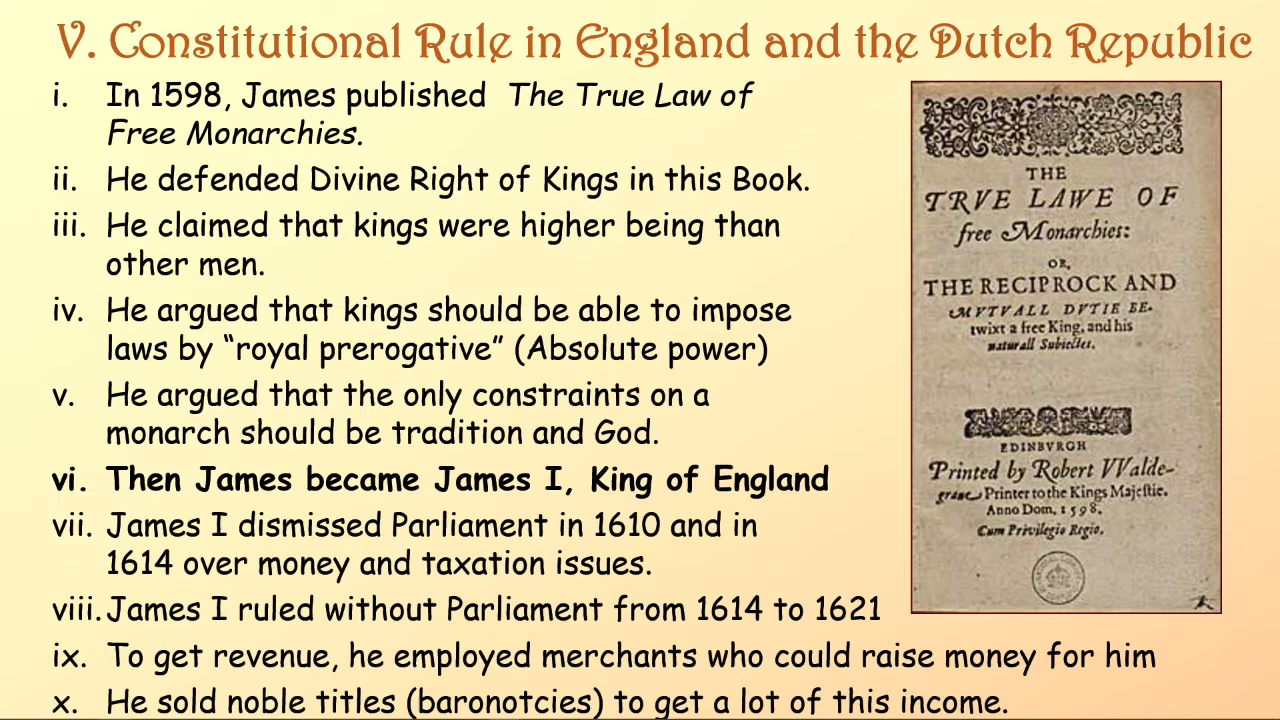 V. Constitutional Rule in England and the Dutch Republic
i. In 1598, James published The True Law of
Free Monarchies.
ii. He defended Divine Right of Kings in this Book.
iii. He claimed that kings were higher being than
other men.
iv. He argued that kings should be able to impose
laws by “royal prerogative” (Absolute power)
v. He argued that the only constraints on a
monarch should be tradition and God.
vi. Then James became James I, King of England
vii. James I dismissed Parliament in 1610 and in
1614 over money and taxation issues.
viii. James I ruled without Parliament from 1614 to 1621
ix. To get revenue, he employed merchants who could raise money for him
x. He sold noble titles (baronotcies) to get a lot of this income.
THE
TRVE LAWE OF
free Monarchies:
OR,
THE RECIPROCK AND
MVTVALL DVTIE BE-
twixt a free King, and his
naturall Subiectes.
EDINBVRGH
Printed by Robert VValde-
graue Printer to the Kings Majestie.
Anno Dom. 1598.
Cum Privilegio Regio.